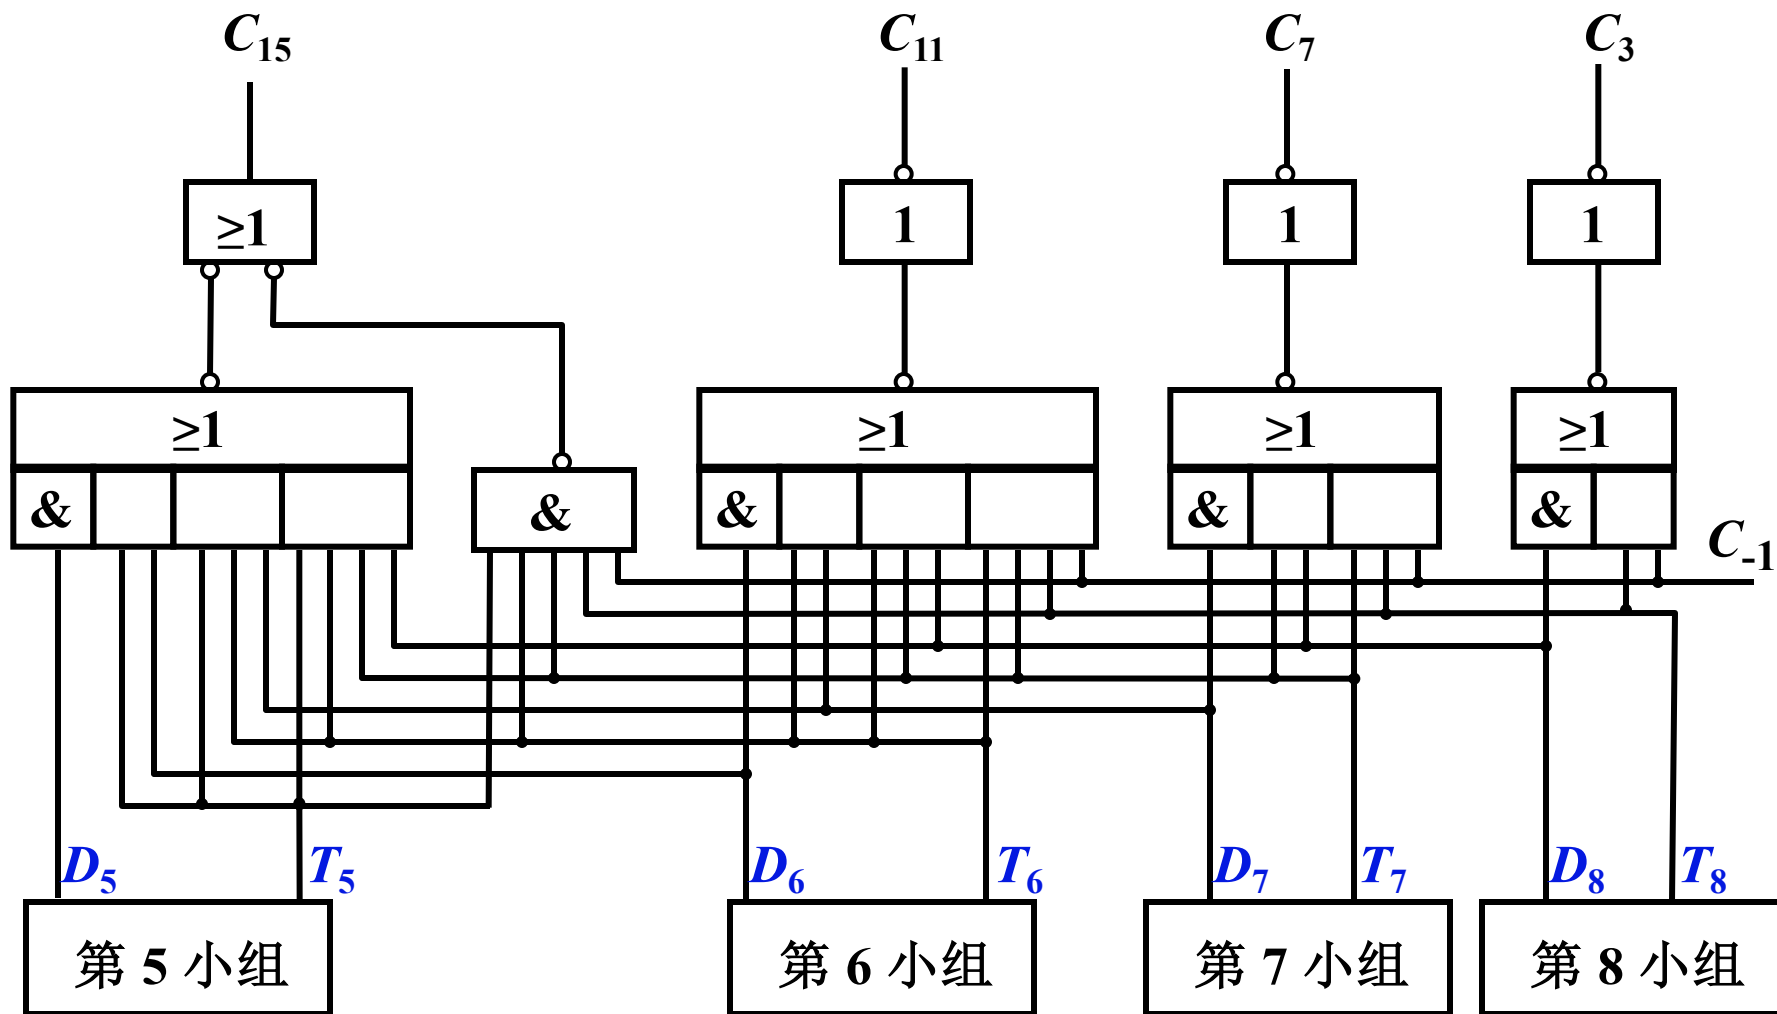 C15 C11 C7 C3
≥1 1 1 1
≥1 ≥1 ≥1 ≥1
& & & & &
C-1
D5 T5 D6 T6 D7 T7 D8 T8
第 5 小组 第 6 小组 第 7 小组 第 8 小组